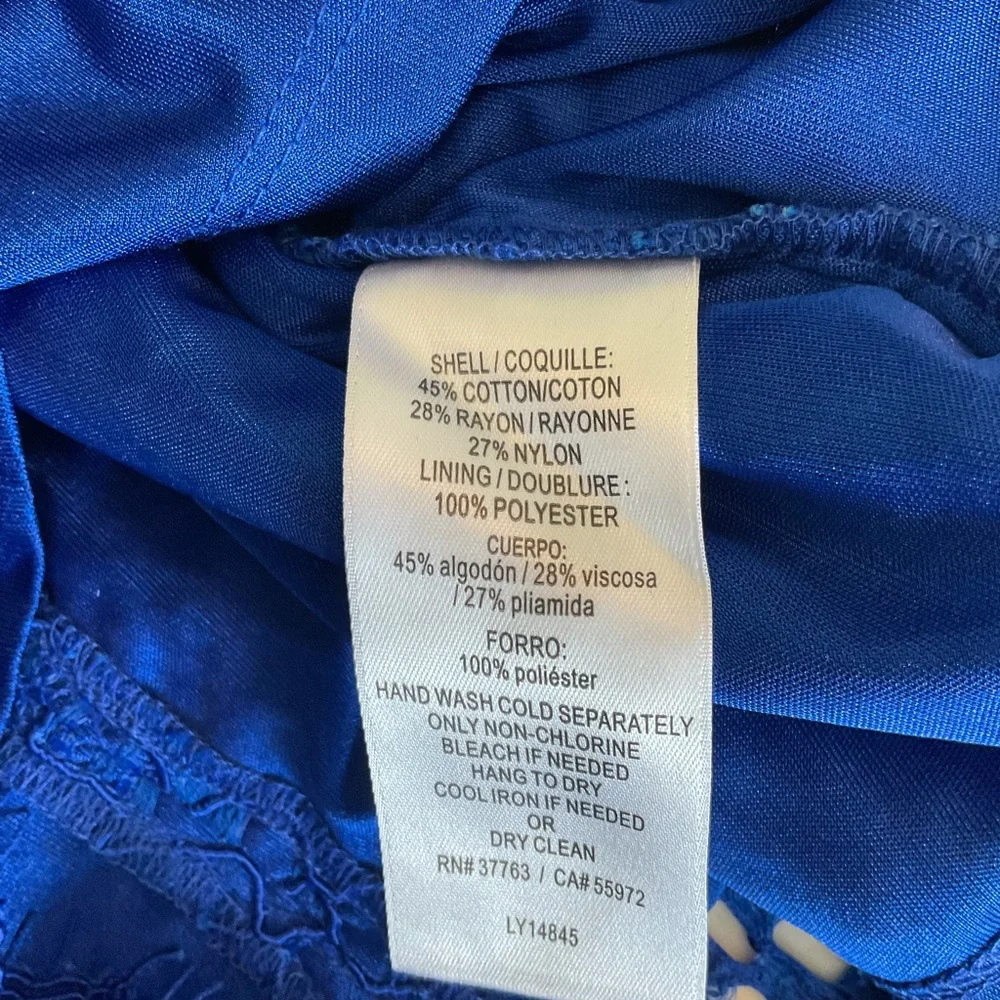 SHELL / COQUILLE:
45% COTTON/COTON
28% RAYON / RAYONNE
27% NYLON
LINING / DOUBLURE :
100% POLYESTER
CUERPO:
45% algodón / 28% viscosa
/ 27% pliamida
FORRO:
100% poliéster
HAND WASH COLD SEPARATELY
ONLY NON-CHLORINE
BLEACH IF NEEDED
HANG TO DRY
COOL IRON IF NEEDED
OR
DRY CLEAN
RN# 37763 / CA# 55972
LY14845